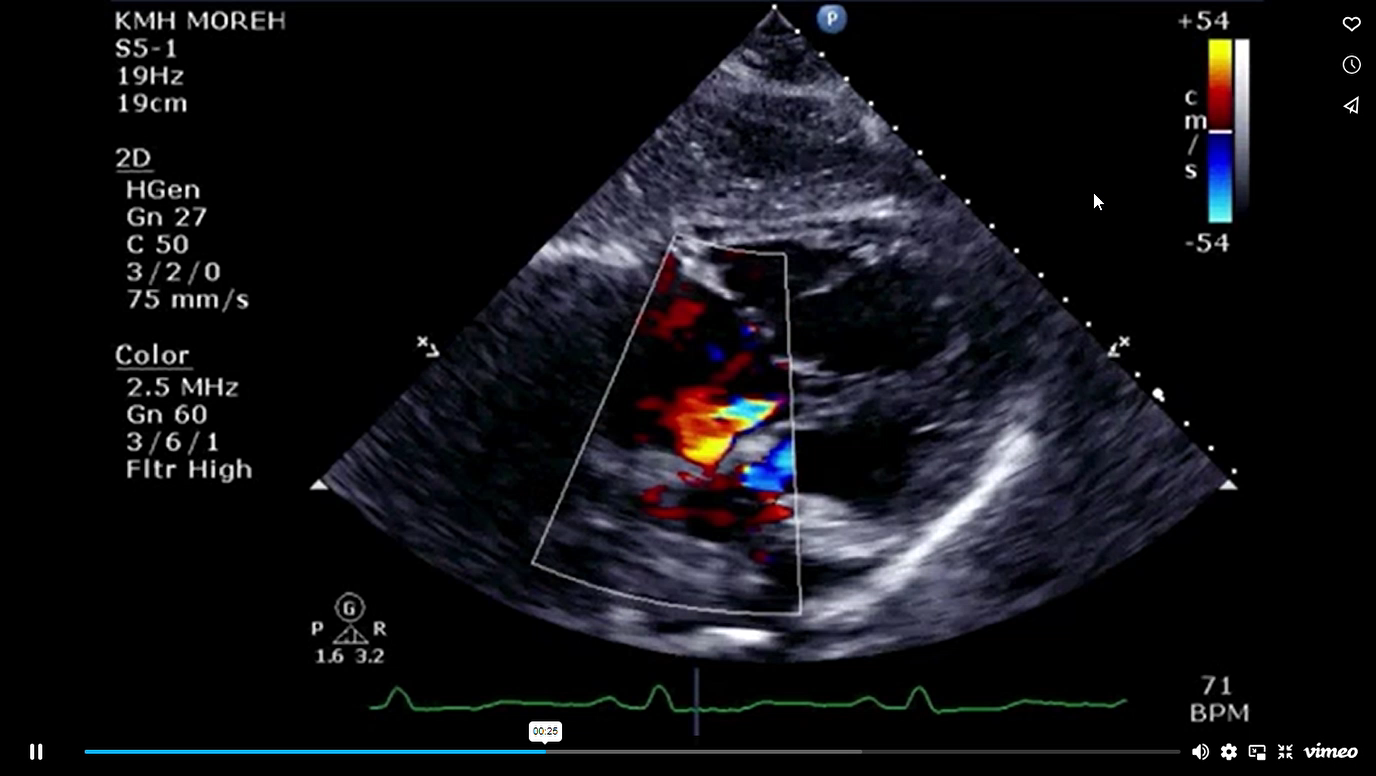 KMH MOREH
S5-1
19Hz
19cm
2D
HGen
Gn 27
C 50
3/2/0
75 mm/s
Color
2.5 MHz
Gn 60
3/6/1
Fltr High
P
+54
cm/s
-54
x
x
G
P R
1.6 3.2
71
BPM
00:25
vimeo